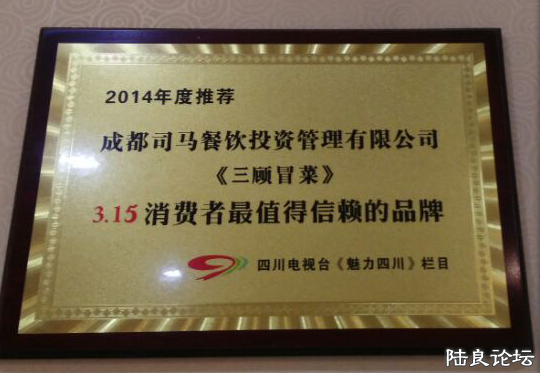 2014年度推荐
成都司马餐饮投资管理有限公司
《三顾冒菜》
3.15 消费者最值得信赖的品牌
四川电视台《魅力四川》栏目
陆良论坛